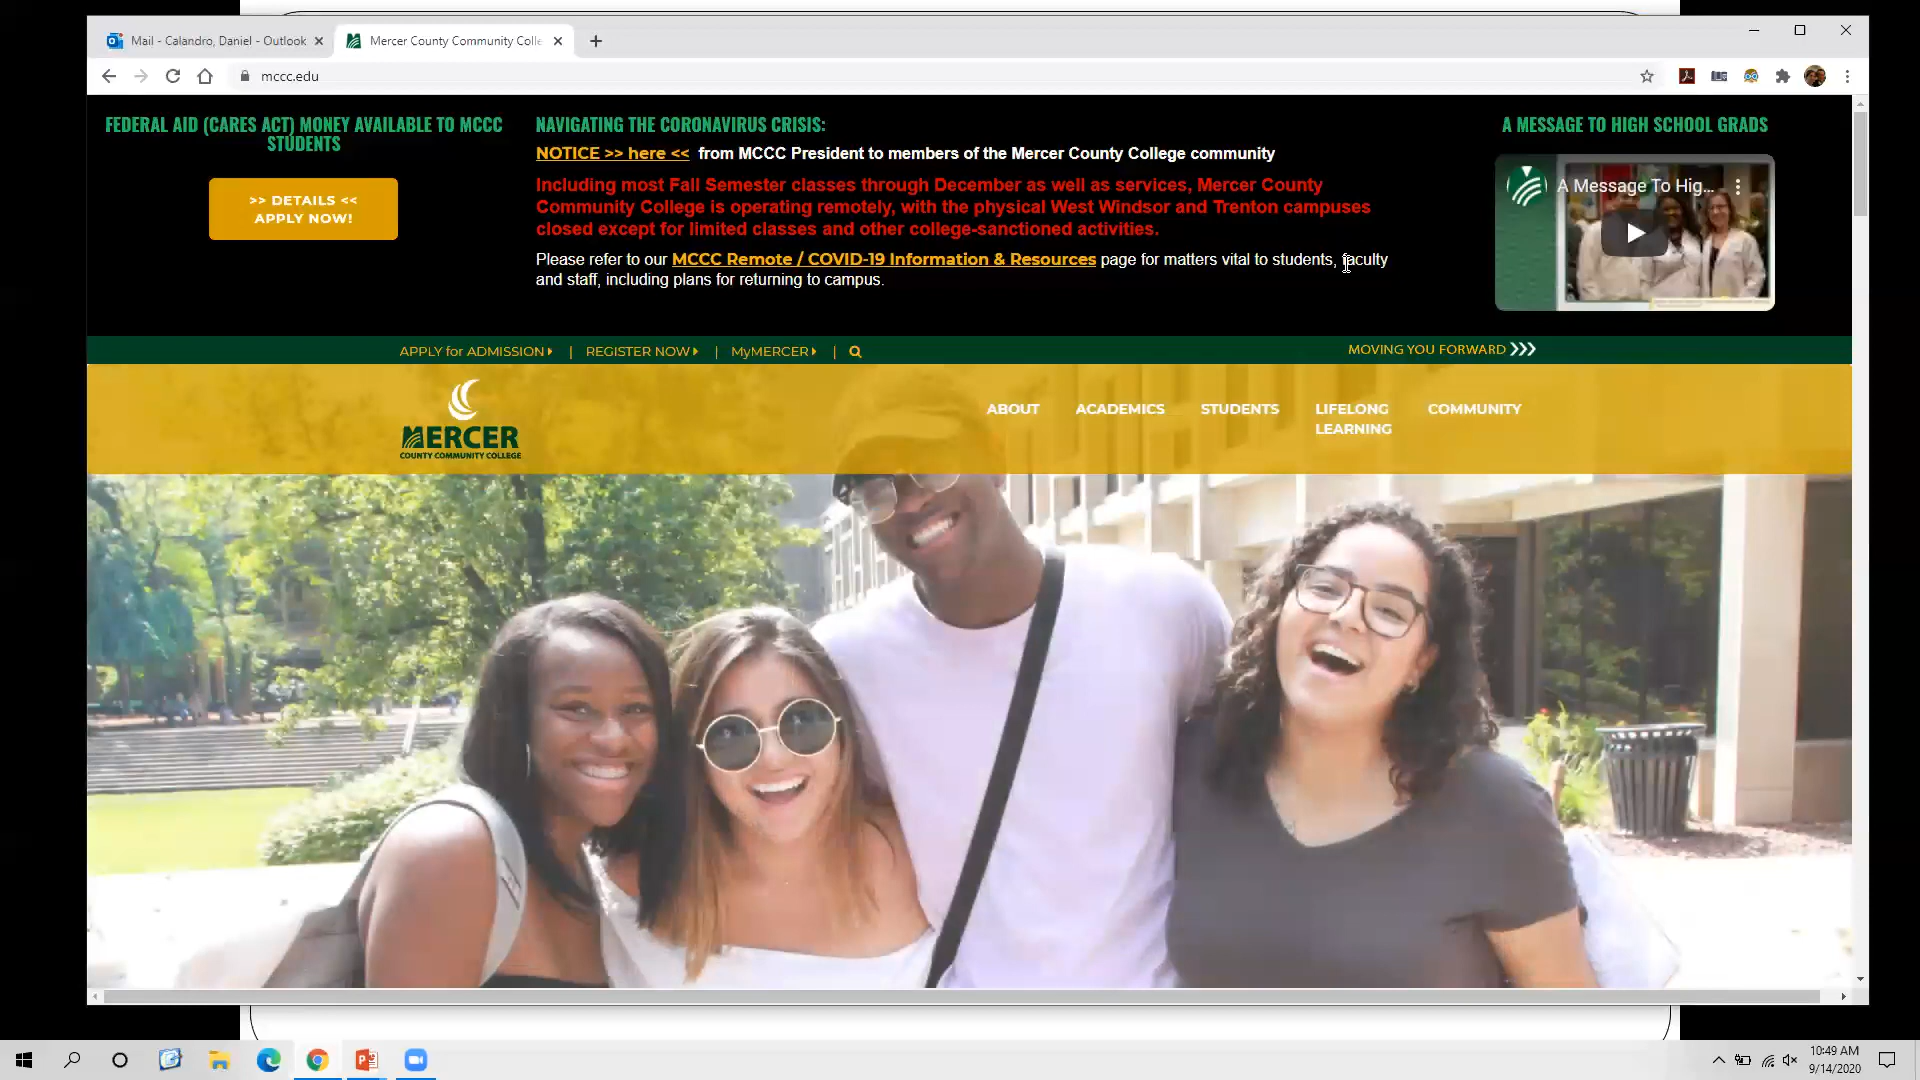 Mail - Calandro, Daniel - Outlook
Mercer County Community Colle
mccc.edu
FEDERAL AID (CARES ACT) MONEY AVAILABLE TO MCCC
STUDENTS
>> DETAILS <<
APPLY NOW!
NAVIGATING THE CORONAVIRUS CRISIS:
NOTICE >> here << from MCCC President to members of the Mercer County College community
Including most Fall Semester classes through December as well as services, Mercer County
Community College is operating remotely, with the physical West Windsor and Trenton campuses
closed except for limited classes and other college-sanctioned activities.
Please refer to our MCCC Remote / COVID-19 Information & Resources page for matters vital to students, faculty
and staff, including plans for returning to campus.
A MESSAGE TO HIGH SCHOOL GRADS
A Message To Hig...
APPLY for ADMISSION | REGISTER NOW | MyMERCER |
MOVING YOU FORWARD
MERCER
COUNTY COMMUNITY COLLEGE
ABOUT
ACADEMICS
STUDENTS
LIFELONG
LEARNING
COMMUNITY
10:49 AM
9/14/2020